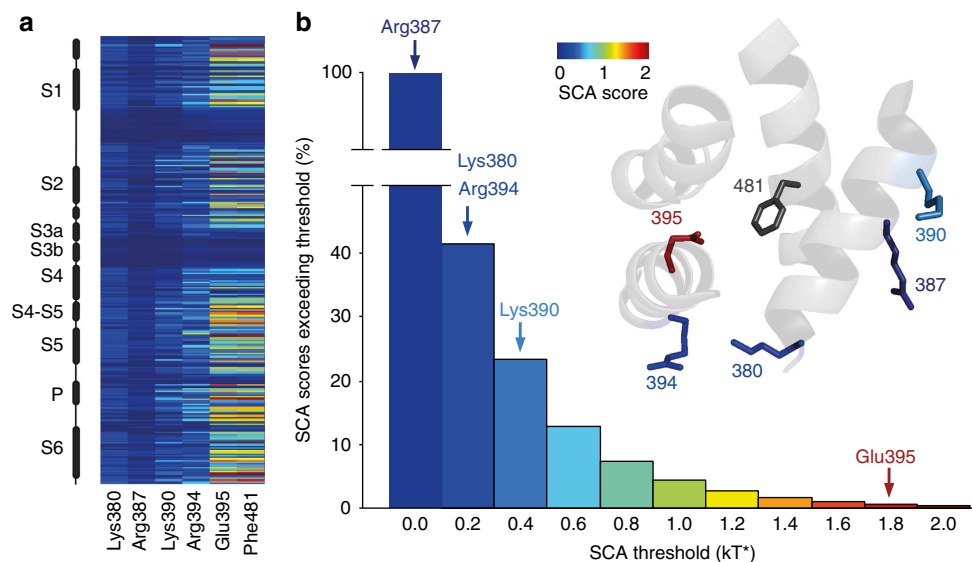 a
S1
S2
S3a
S3b
S4
S4-S5
S5
P
S6
Lys380
Arg387
Lys390
Arg394
Glu395
Phe481
b
Arg387
100
Lys380
Arg394
40
Lys390
30
20
10
0
Glu395
0.0 0.2 0.4 0.6 0.8 1.0 1.2 1.4 1.6 1.8 2.0
SCA threshold (kT*)
SCA scores exceeding threshold (%)
0 1 2
SCA score
481
395
390
387
394
380